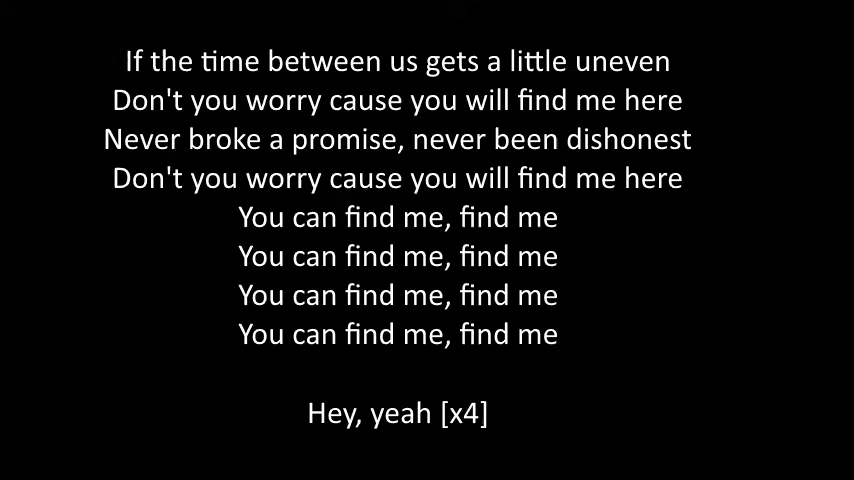 If the time between us gets a little uneven
Don't you worry cause you will find me here
Never broke a promise, never been dishonest
Don't you worry cause you will find me here
You can find me, find me
You can find me, find me
You can find me, find me
You can find me, find me
Hey, yeah [x4]